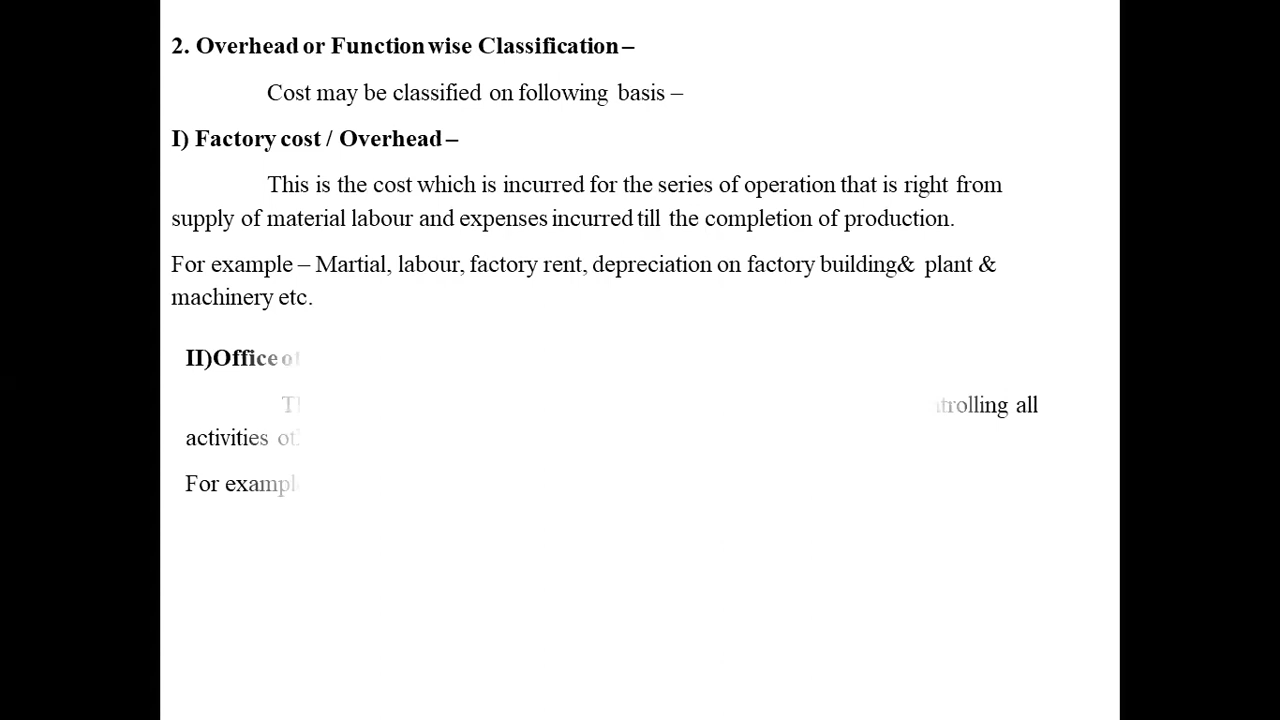 2. Overhead or Function wise Classification –
Cost may be classified on following basis –
I) Factory cost / Overhead –
This is the cost which is incurred for the series of operation that is right from
supply of material labour and expenses incurred till the completion of production.
For example – Martial, labour, factory rent, depreciation on factory building& plant &
machinery etc.
II)Office
all
activities
For